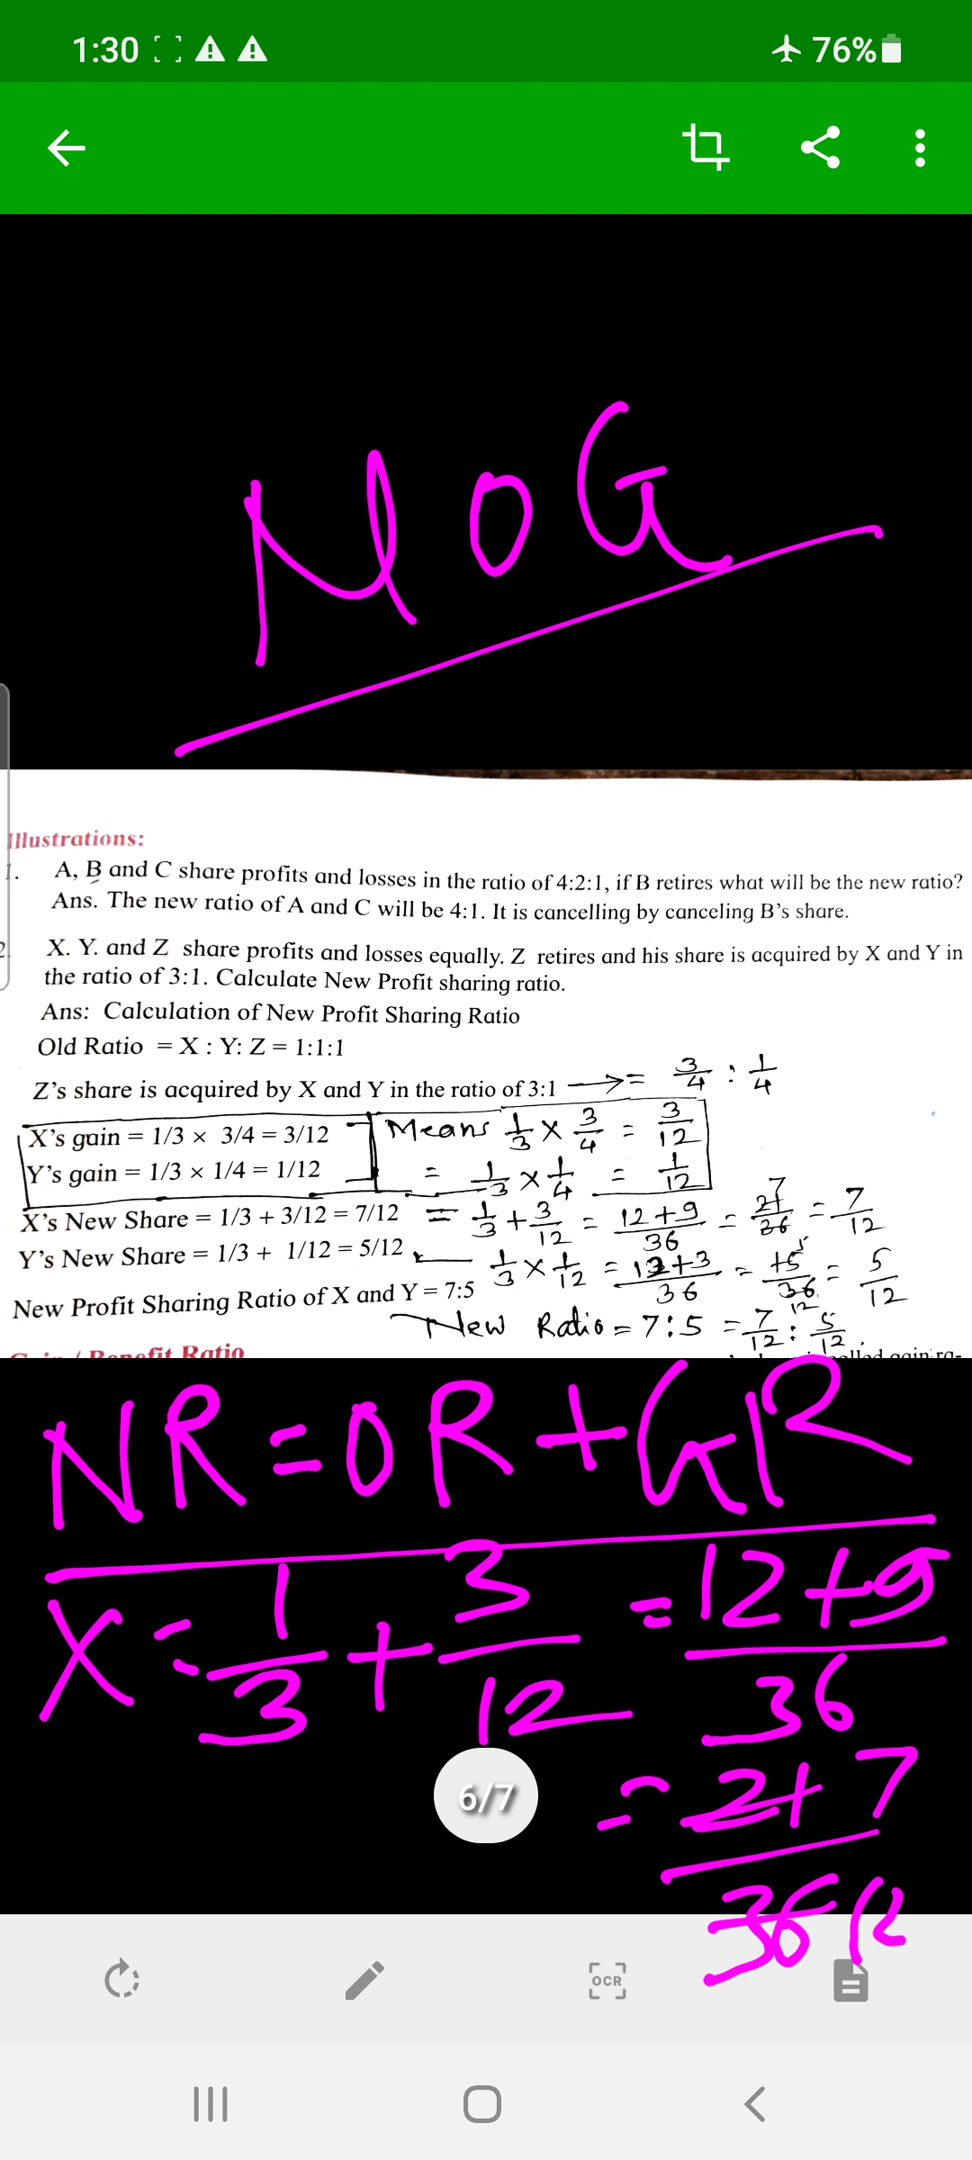 1:30 76%
NOG
Illustrations:
1. A, B and C share profits and losses in the ratio of 4:2:1, if B retires what will be the new ratio?
Ans. The new ratio of A and C will be 4:1. It is cancelling by canceling B's share.
2. X. Y. and Z share profits and losses equally. Z retires and his share is acquired by X and Y in
the ratio of 3:1. Calculate New Profit sharing ratio.
Ans: Calculation of New Profit Sharing Ratio
Old Ratio = X : Y: Z = 1:1:1
Z's share is acquired by X and Y in the ratio of 3:1 → = 3/4 : 1/4
X's gain = 1/3 × 3/4 = 3/12 Means 1/3 × 3/4 = 3/12
Y's gain = 1/3 × 1/4 = 1/12 = 1/3 × 1/4 = 1/12
X's New Share = 1/3 + 3/12 = 7/12 = 1/3 + 3/12 = 12+9/36 = 21/36 7 = 7/12
Y's New Share = 1/3 + 1/12 = 5/12 ← 1/3 × 1/12 = 12+3/36 = 15/36 5 12 = 5/12
New Profit Sharing Ratio of X and Y = 7:5 New Ratio = 7:5 = 7/12 : 5/12
Gain / Benefit Ratio
NR = OR + GR
X = 1/3 + 3/12 = 12+9/36
= 21 7/36 12
6/7
OCR